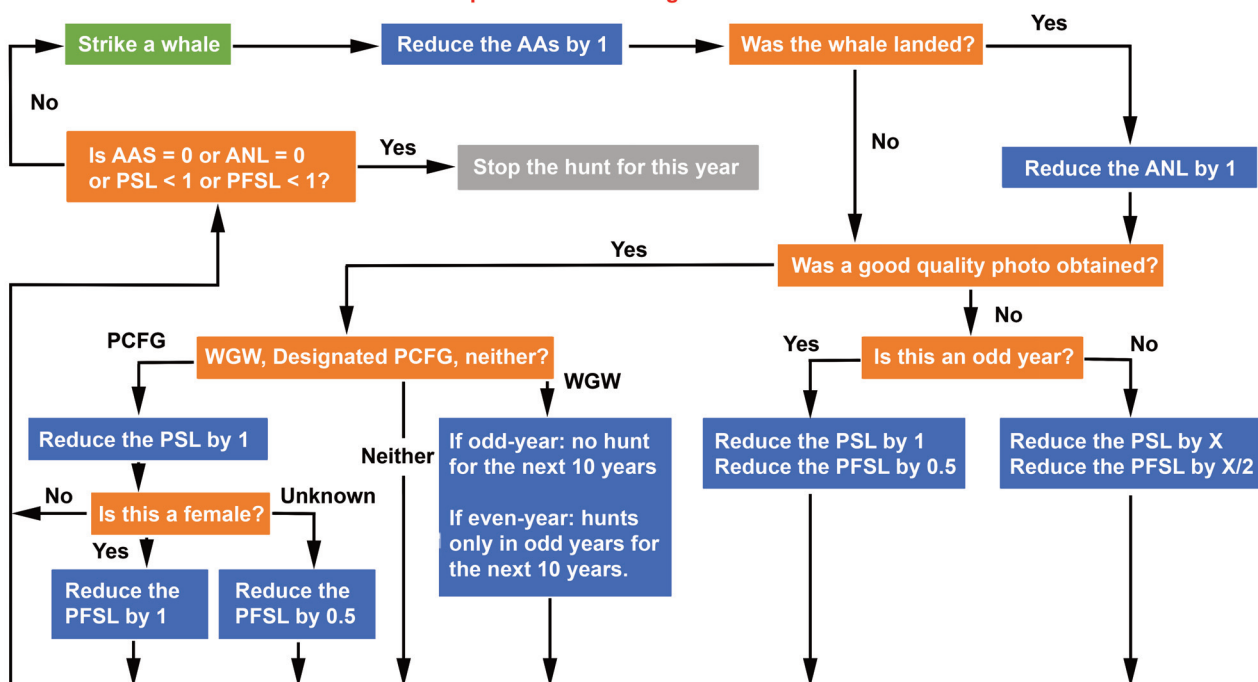 Strike a whale
Reduce the AAs by 1
Was the whale landed?
Yes
No
No
Is AAS = 0 or ANL = 0
or PSL < 1 or PFSL < 1?
Yes
Stop the hunt for this year
Reduce the ANL by 1
Yes
Was a good quality photo obtained?
No
PCFG
WGW, Designated PCFG, neither?
WGW
Yes
Is this an odd year?
No
Reduce the PSL by 1
Neither
If odd-year: no hunt
for the next 10 years
If even-year: hunts
only in odd years for
the next 10 years.
Reduce the PSL by 1
Reduce the PFSL by 0.5
Reduce the PSL by X
Reduce the PFSL by X/2
No
Is this a female?
Unknown
Yes
Reduce the
PFSL by 1
Reduce the
PFSL by 0.5